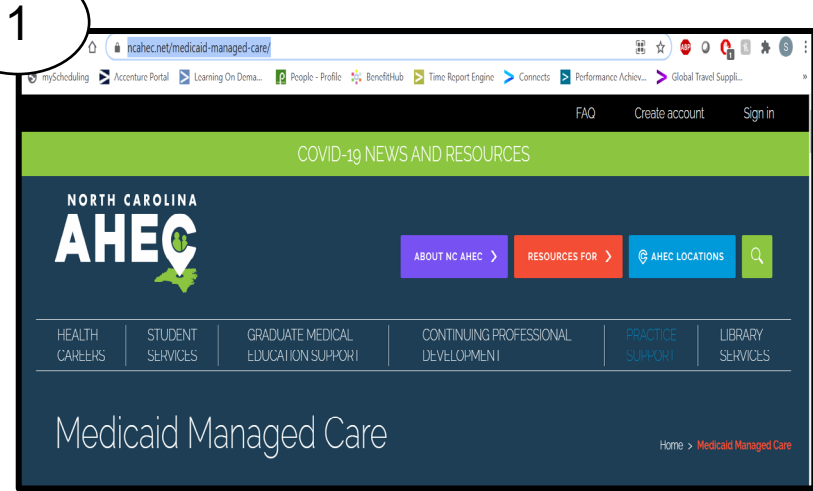 1
ncahec.net/medicaid-managed-care/
ABP
1
S
myScheduling Accenture Portal Learning On Dema... People - Profile BenefitHub Time Report Engine Connects Performance Achiev... Global Travel Suppli... »
FAQ Create account Sign in
COVID-19 NEWS AND RESOURCES
NORTH CAROLINA
AHEC
ABOUT NC AHEC RESOURCES FOR AHEC LOCATIONS
HEALTH CAREERS
STUDENT SERVICES
GRADUATE MEDICAL EDUCATION SUPPORT
CONTINUING PROFESSIONAL DEVELOPMENT
PRACTICE SUPPORT
LIBRARY SERVICES
Medicaid Managed Care
Home > Medicaid Managed Care